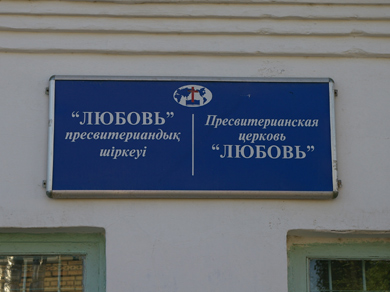 “ЛЮБОВЬ”
пресвитериандық
шіркеуі
Пресвитерианская
церковь
“ЛЮБОВЬ”